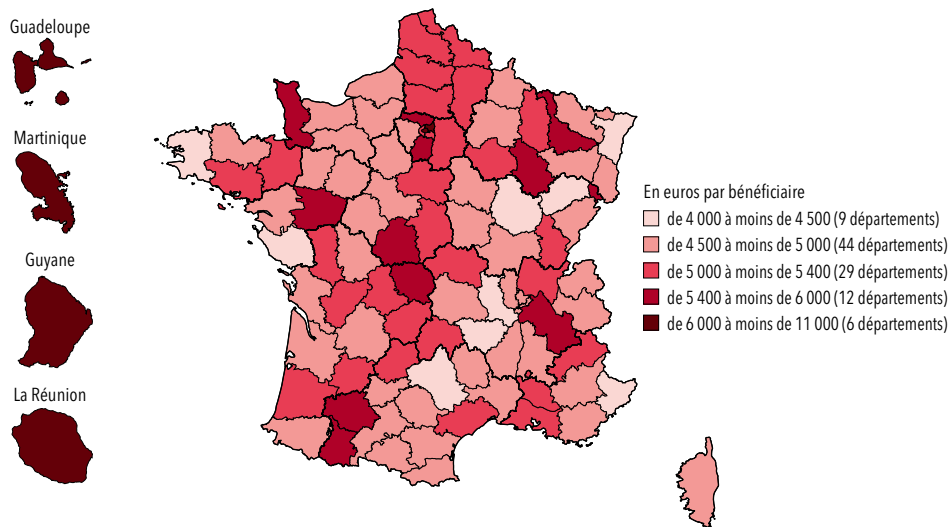 Guadeloupe
Martinique
Guyane
La Réunion
En euros par bénéficiaire
de 4 000 à moins de 4 500 (9 départements)
de 4 500 à moins de 5 000 (44 départements)
de 5 000 à moins de 5 400 (29 départements)
de 5 400 à moins de 6 000 (12 départements)
de 6 000 à moins de 11 000 (6 départements)